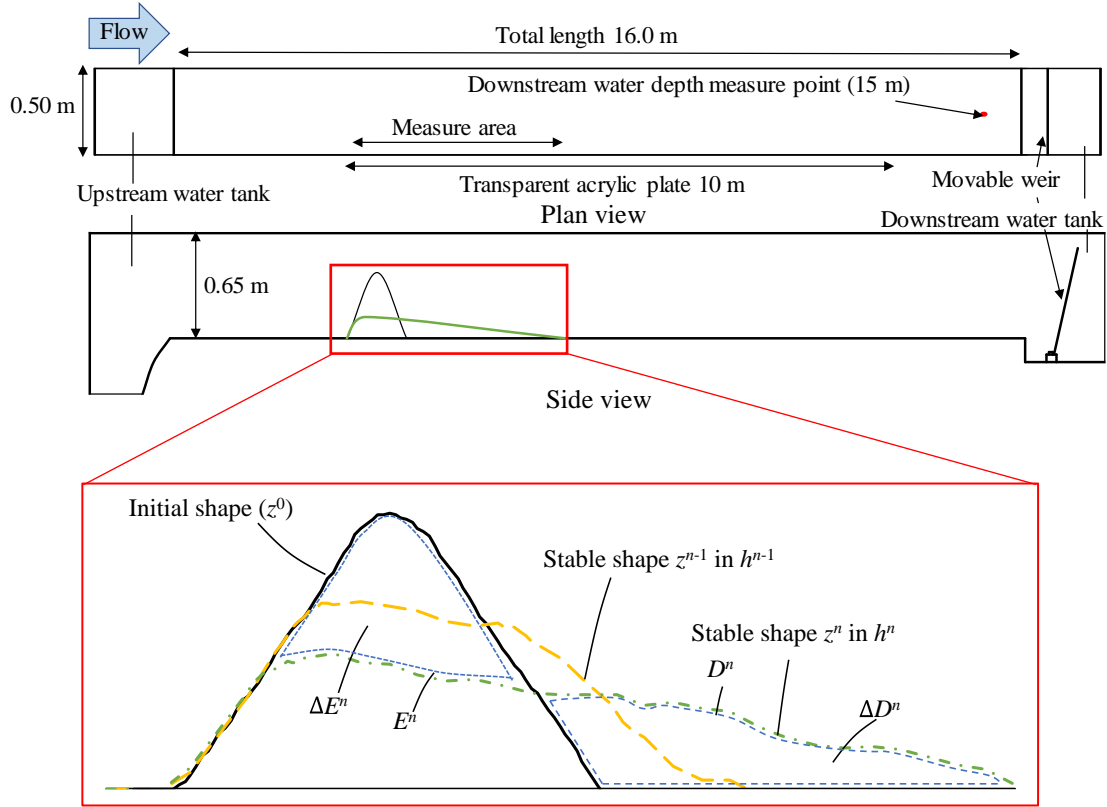 Flow
Total length 16.0 m
Downstream water depth measure point (15 m)
0.50 m
Measure area
Transparent acrylic plate 10 m
Upstream water tank
Movable weir
Plan view
Downstream water tank
0.65 m
Side view
Initial shape (z⁰)
Stable shape zⁿ⁻¹ in hⁿ⁻¹
Stable shape zⁿ in hⁿ
Dⁿ
ΔEⁿ
Eⁿ
ΔDⁿ